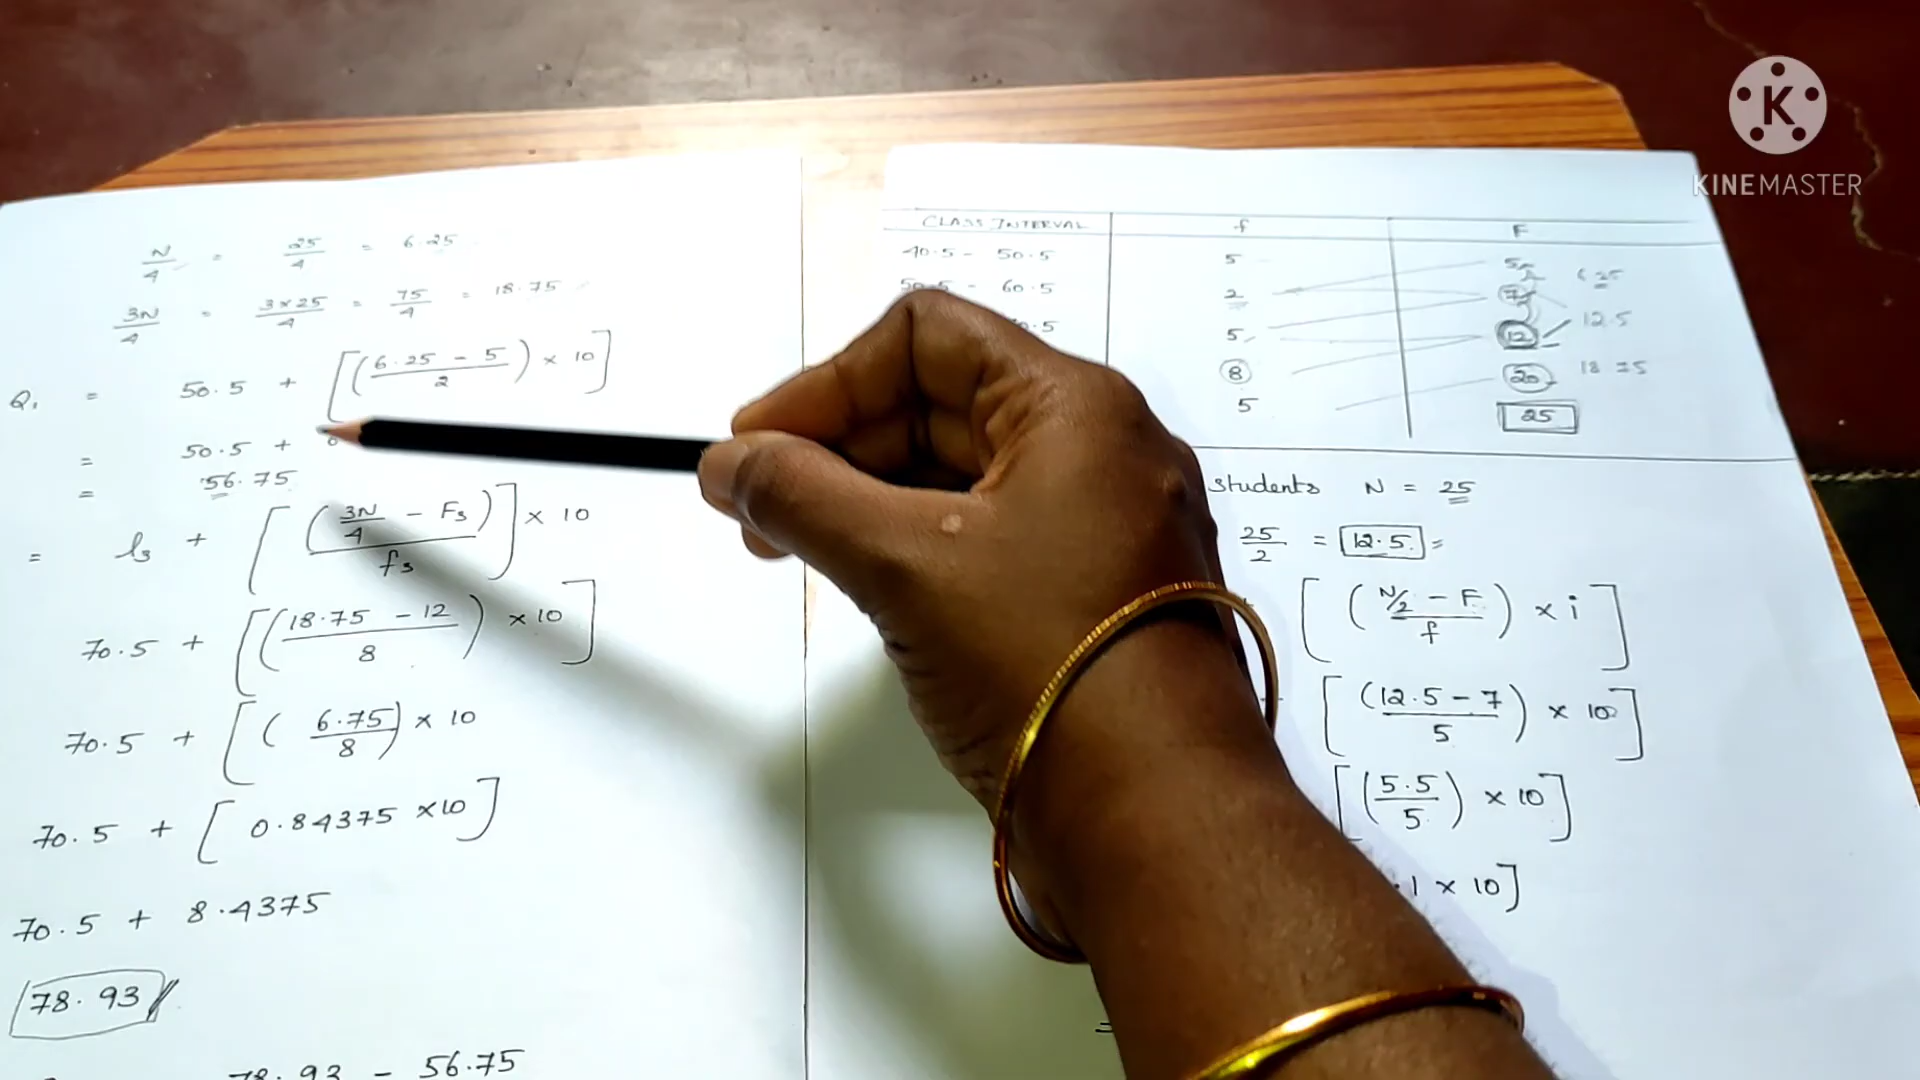 K
KINEMASTER
N/4 = 25/4 = 6.25
3N/4 = 3×25/4 = 75/4 = 18.75
Q₁ = 50.5 + [(6.25 - 5 / 2) × 10]
= 50.5 + 6
= 56.75
= l₃ + [(3N/4 - F₃) / f₃] × 10
70.5 + [(18.75 - 12 / 8) × 10]
70.5 + [(6.75 / 8) × 10
70.5 + [0.84375 × 10]
70.5 + 8.4375
78.93
78.93 - 56.75
CLASS INTERVAL f F
40.5 - 50.5 5 5
50.5 - 60.5 2 7 6.25
0.5 5 12 12.5
8 20 18.75
5 25
students N = 25
25/2 = 12.5 =
[(N/2 - F / f) × i]
[(12.5 - 7 / 5) × 10]
[(5.5 / 5) × 10]
.1 × 10]
=